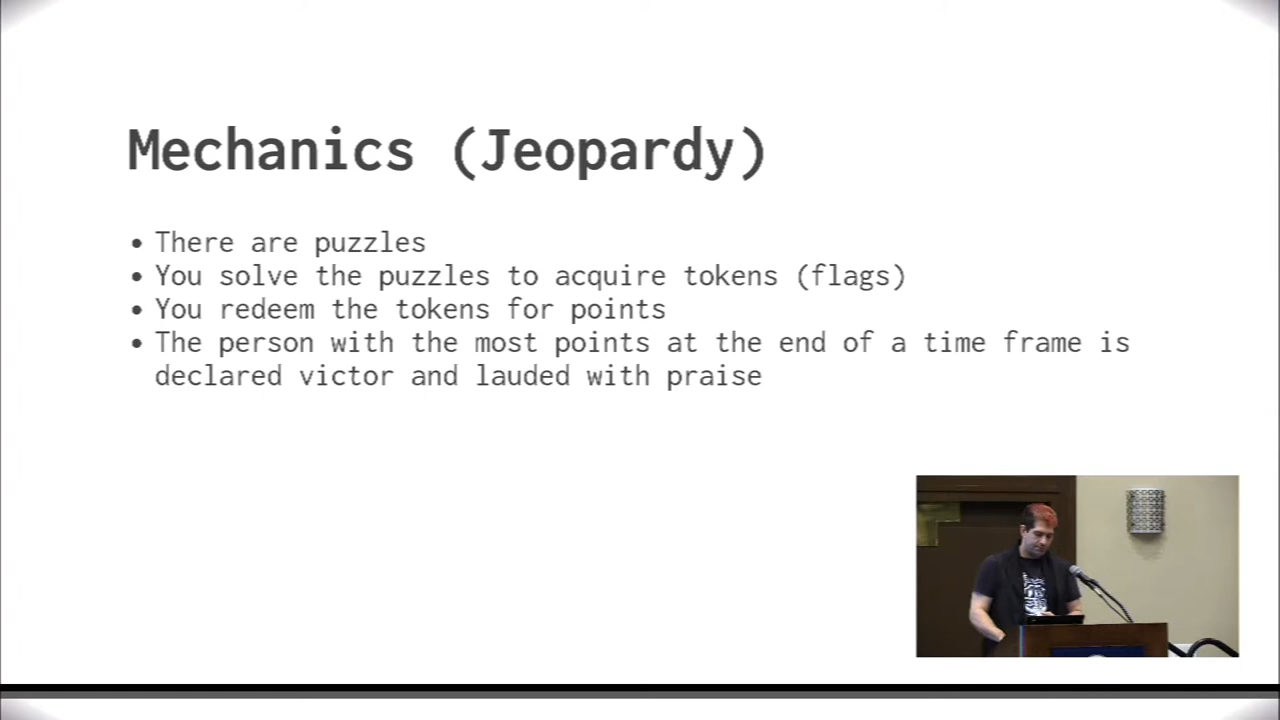 Mechanics (Jeopardy)
• There are puzzles
• You solve the puzzles to acquire tokens (flags)
• You redeem the tokens for points
• The person with the most points at the end of a time frame is
declared victor and lauded with praise